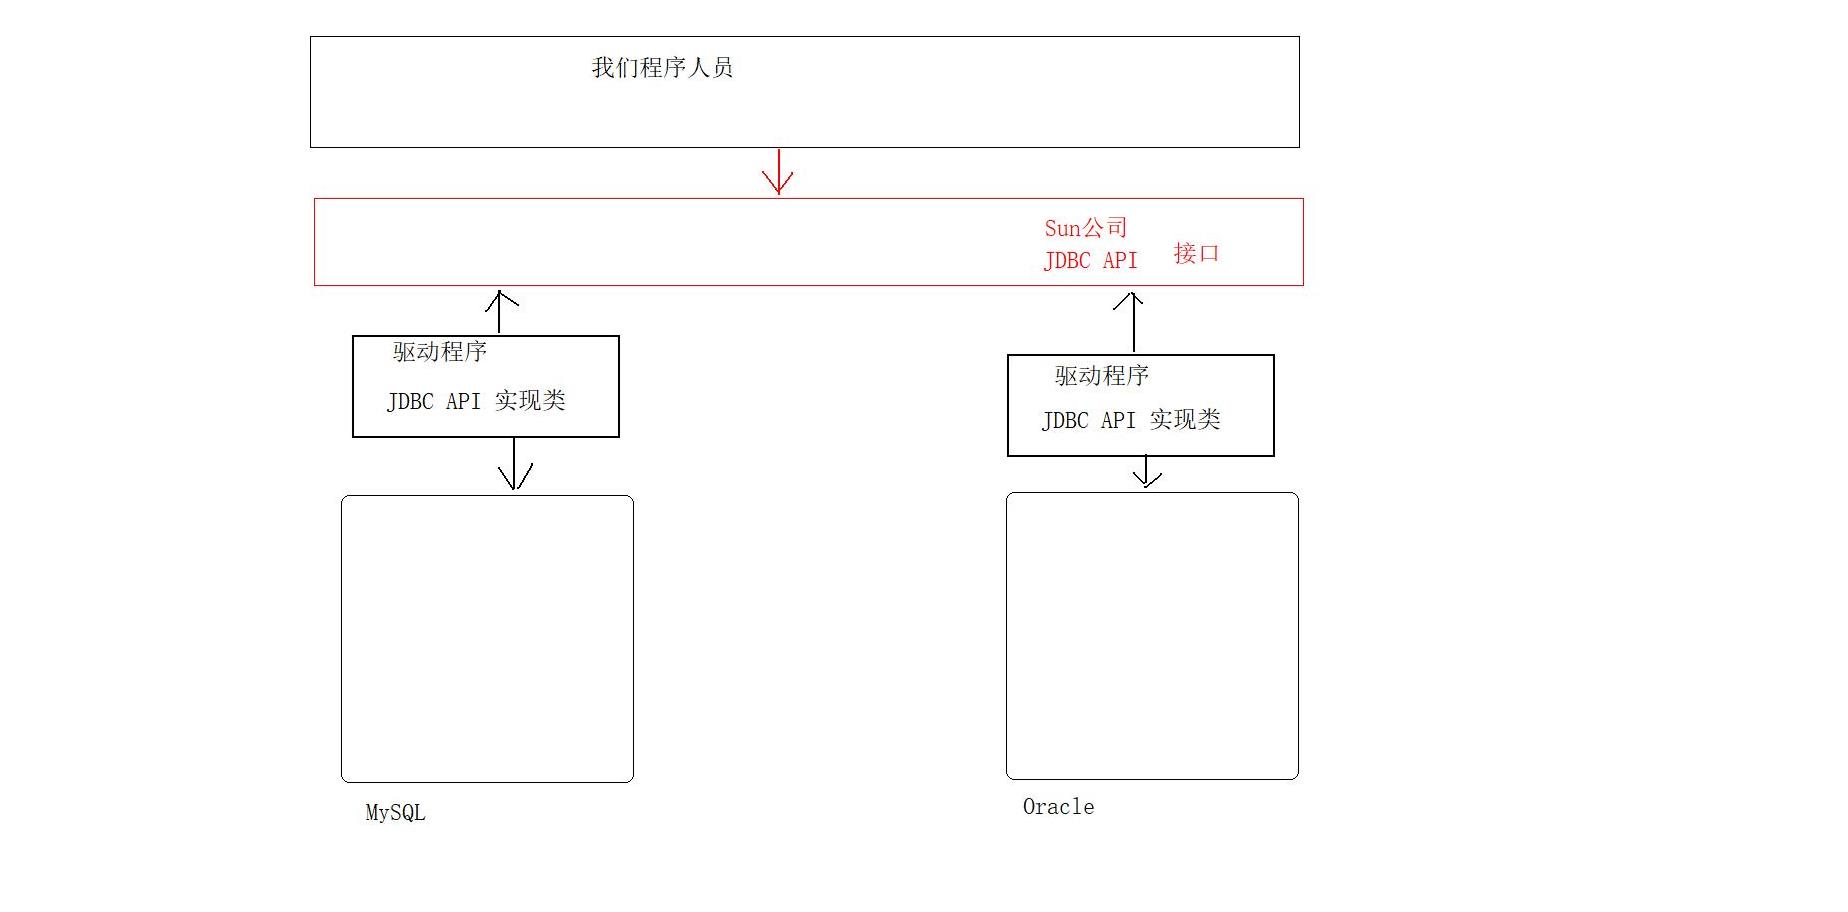 我们程序人员
Sun公司
JDBC API 接口
驱动程序
JDBC API 实现类
驱动程序
JDBC API 实现类
MySQL
Oracle